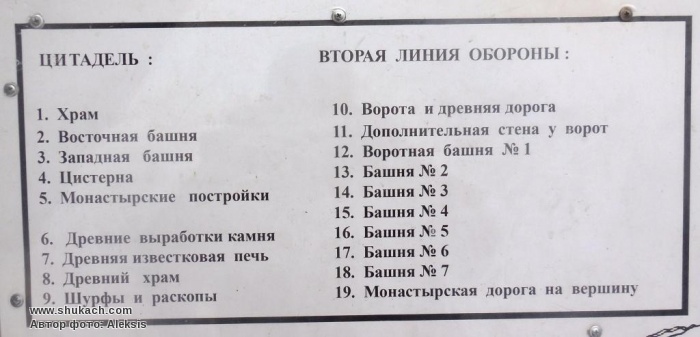 ЦИТАДЕЛЬ :
1. Храм
2. Восточная башня
3. Западная башня
4. Цистерна
5. Монастырские постройки
6. Древние выработки камня
7. Древняя известковая печь
8. Древний храм
9. Шурфы и раскопы
ВТОРАЯ ЛИНИЯ ОБОРОНЫ :
10. Ворота и древняя дорога
11. Дополнительная стена у ворот
12. Воротная башня № 1
13. Башня № 2
14. Башня № 3
15. Башня № 4
16. Башня № 5
17. Башня № 6
18. Башня № 7
19. Монастырская дорога на вершину
www.shukach.com
Автор фото: Aleksis